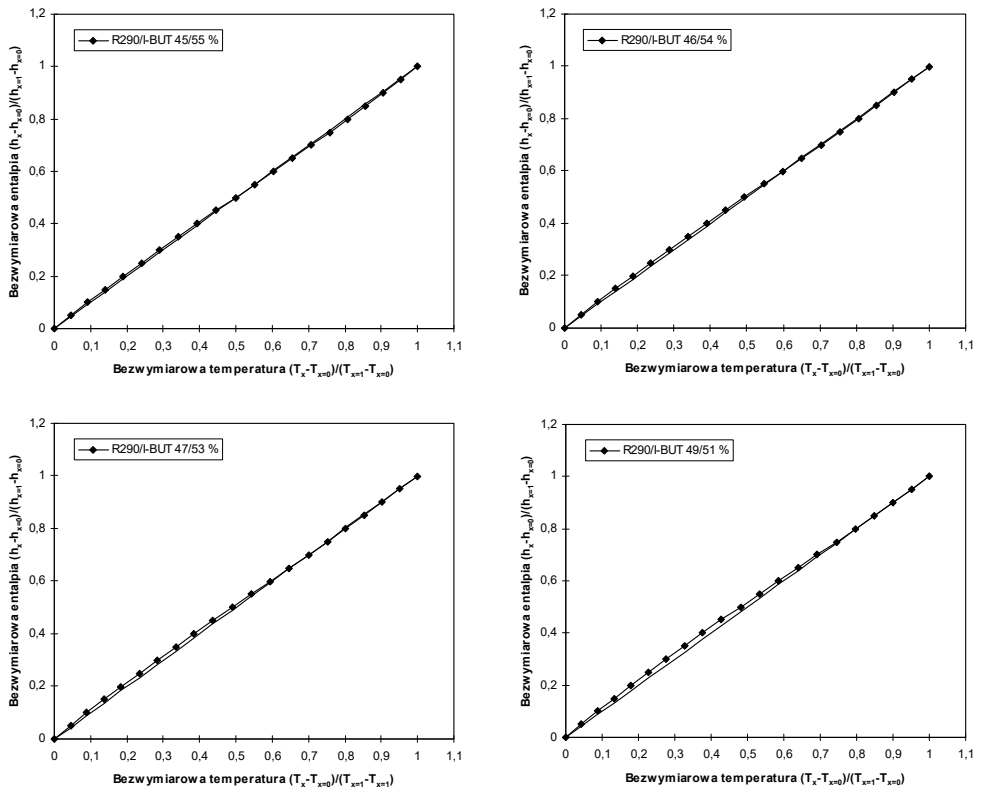 1,2
R290/I-BUT 45/55 %
1
0,8
0,6
0,4
0,2
0
Bezwymiarowa entalpia (hₓ-hₓ₌₀)/(hₓ₌₁-hₓ₌₀)
0 0,1 0,2 0,3 0,4 0,5 0,6 0,7 0,8 0,9 1 1,1
Bezwymiarowa temperatura (Tₓ-Tₓ₌₀)/(Tₓ₌₁-Tₓ₌₀)
1,2
R290/I-BUT 46/54 %
1
0,8
0,6
0,4
0,2
0
Bezwymiarowa entalpia (hₓ-hₓ₌₀)/(hₓ₌₁-hₓ₌₀)
0 0,1 0,2 0,3 0,4 0,5 0,6 0,7 0,8 0,9 1 1,1
Bezwymiarowa temperatura (Tₓ-Tₓ₌₀)/(Tₓ₌₁-Tₓ₌₀)
1,2
R290/I-BUT 47/53 %
1
0,8
0,6
0,4
0,2
0
Bezwymiarowa entalpia (hₓ-hₓ₌₀)/(hₓ₌₁-hₓ₌₀)
0 0,1 0,2 0,3 0,4 0,5 0,6 0,7 0,8 0,9 1 1,1
Bezwymiarowa temperatura (Tₓ-Tₓ₌₀)/(Tₓ₌₁-Tₓ₌₁)
1,2
R290/I-BUT 49/51 %
1
0,8
0,6
0,4
0,2
0
Bezwymiarowa entalpia (hₓ-hₓ₌₀)/(hₓ₌₁-hₓ₌₀)
0 0,1 0,2 0,3 0,4 0,5 0,6 0,7 0,8 0,9 1 1,1
Bezwymiarowa temperatura (Tₓ-Tₓ₌₀)/(Tₓ₌₁-Tₓ₌₀)